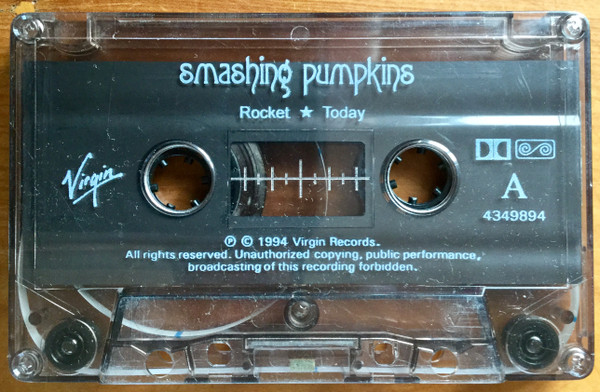 smashing pumpkins
Rocket ★ Today
Virgin
A
4349894
℗ © 1994 Virgin Records.
All rights reserved. Unauthorized copying, public performance,
broadcasting of this recording forbidden.